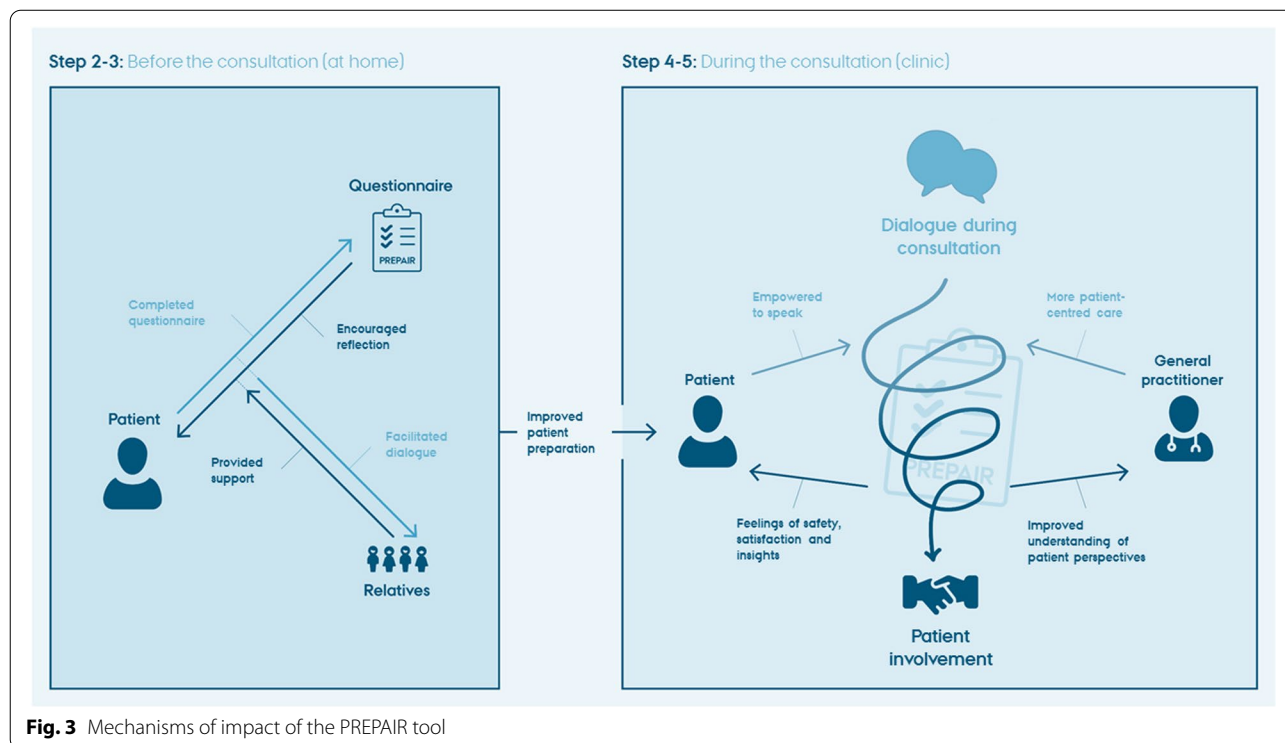 Step 2-3: Before the consultation (at home)
Questionnaire
PREPAIR
Completed
questionnaire
Encouraged
reflection
Patient
Provided
support
Facilitated
dialogue
Relatives
Improved
patient
preparation
Step 4-5: During the consultation (clinic)
Dialogue during
consultation
Empowered
to speak
More patient-
centred care
Patient
General
practitioner
PREPAIR
Feelings of safety,
satisfaction and
insights
Improved
understanding of
patient perspectives
Patient
involvement
Fig. 3 Mechanisms of impact of the PREPAIR tool